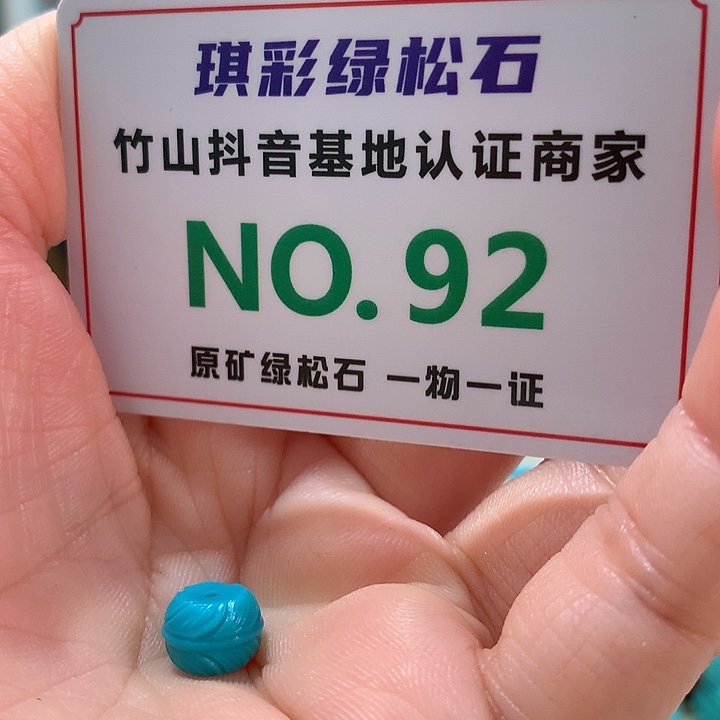 琪彩绿松石
竹山抖音基地认证商家
NO.92
原矿绿松石 一物一证